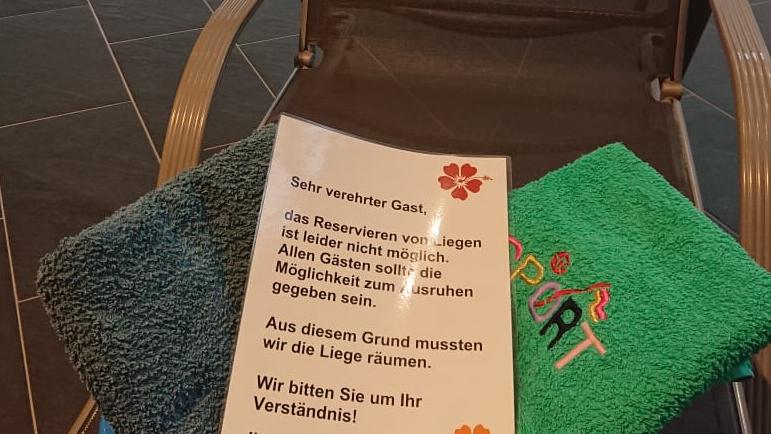 Sehr verehrter Gast,
das Reservieren von Liegen
ist leider nicht möglich.
Allen Gästen sollte die
Möglichkeit zum Ausruhen
gegeben sein.
Aus diesem Grund mussten
wir die Liege räumen.
Wir bitten Sie um Ihr
Verständnis!
SPORT